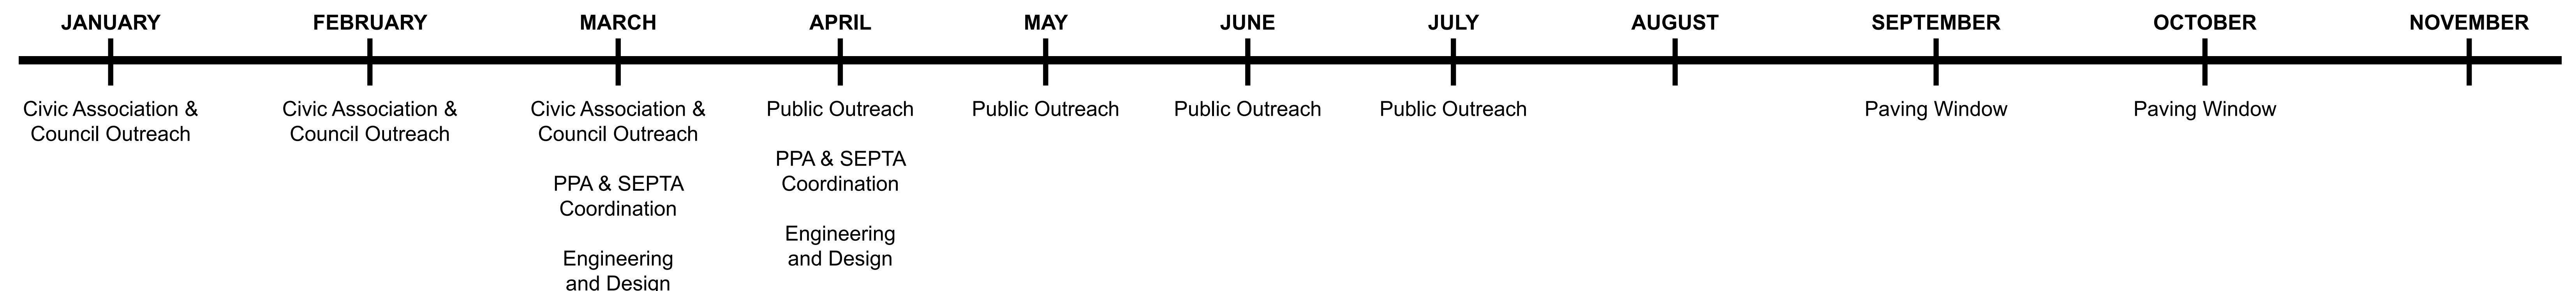 JANUARY
FEBRUARY
MARCH
APRIL
MAY
JUNE
JULY
AUGUST
SEPTEMBER
OCTOBER
NOVEMBER
Civic Association &
Council Outreach
Civic Association &
Council Outreach
Civic Association &
Council Outreach
PPA & SEPTA
Coordination
Engineering
and Design
Public Outreach
PPA & SEPTA
Coordination
Engineering
and Design
Public Outreach
Public Outreach
Public Outreach
Paving Window
Paving Window